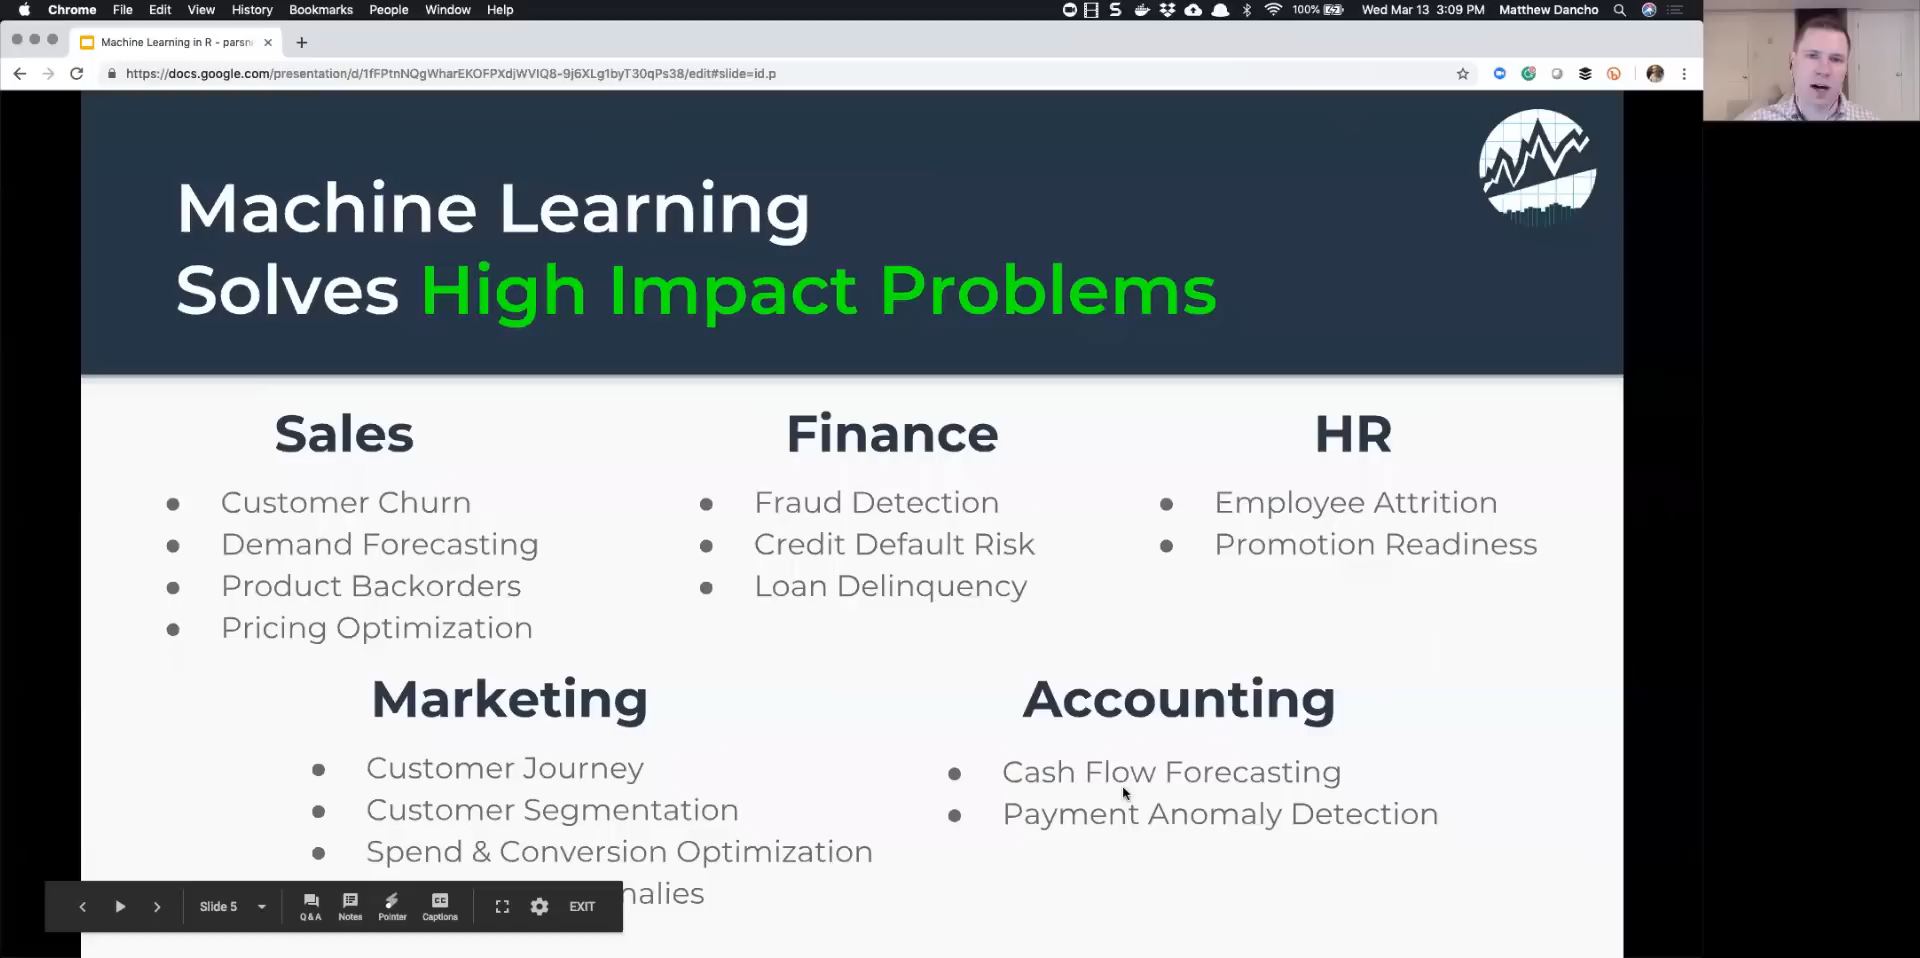 Chrome File Edit View History Bookmarks People Window Help
100% Wed Mar 13 3:09 PM Matthew Dancho
Machine Learning in R - parsn
https://docs.google.com/presentation/d/1fFPtnNQgWharEKOFPXdjWVIQ8-9j6XLg1byT30qPs38/edit#slide=id.p
Machine Learning
Solves High Impact Problems
Sales
Customer Churn
Demand Forecasting
Product Backorders
Pricing Optimization
Finance
Fraud Detection
Credit Default Risk
Loan Delinquency
HR
Employee Attrition
Promotion Readiness
Marketing
Customer Journey
Customer Segmentation
Spend & Conversion Optimization
Accounting
Cash Flow Forecasting
Payment Anomaly Detection
Slide 5 Q & A Notes Pointer CC Captions EXIT